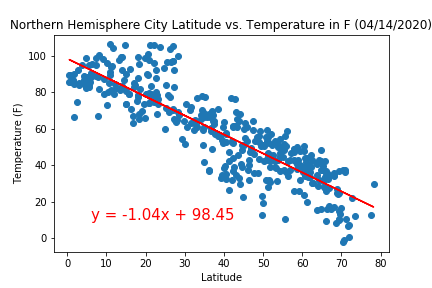 Northern Hemisphere City Latitude vs. Temperature in F (04/14/2020)
100
80
60
40
20
0
Temperature (F)
y = -1.04x + 98.45
0 10 20 30 40 50 60 70 80
Latitude